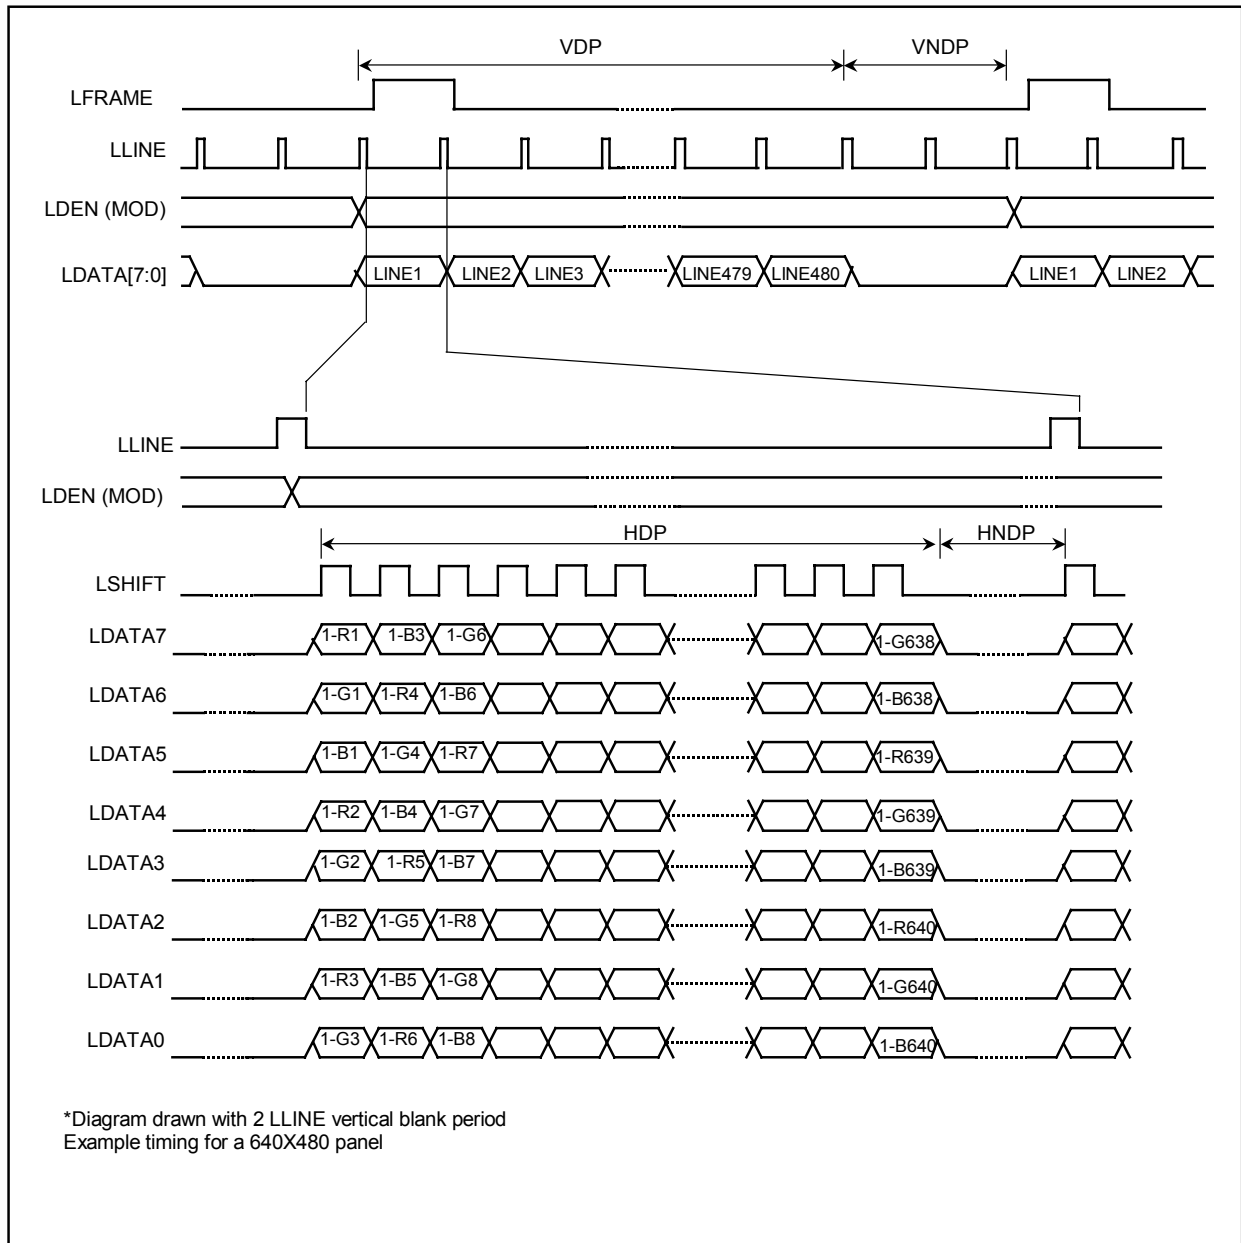 VDP VNDP
LFRAME
LLINE
LDEN (MOD)
LDATA[7:0] LINE1 LINE2 LINE3 LINE479 LINE480 LINE1 LINE2
LLINE
LDEN (MOD)
HDP HNDP
LSHIFT
LDATA7 1-R1 1-B3 1-G6 1-G638
LDATA6 1-G1 1-R4 1-B6 1-B638
LDATA5 1-B1 1-G4 1-R7 1-R639
LDATA4 1-R2 1-B4 1-G7 1-G639
LDATA3 1-G2 1-R5 1-B7 1-B639
LDATA2 1-B2 1-G5 1-R8 1-R640
LDATA1 1-R3 1-B5 1-G8 1-G640
LDATA0 1-G3 1-R6 1-B8 1-B640
*Diagram drawn with 2 LLINE vertical blank period
Example timing for a 640X480 panel